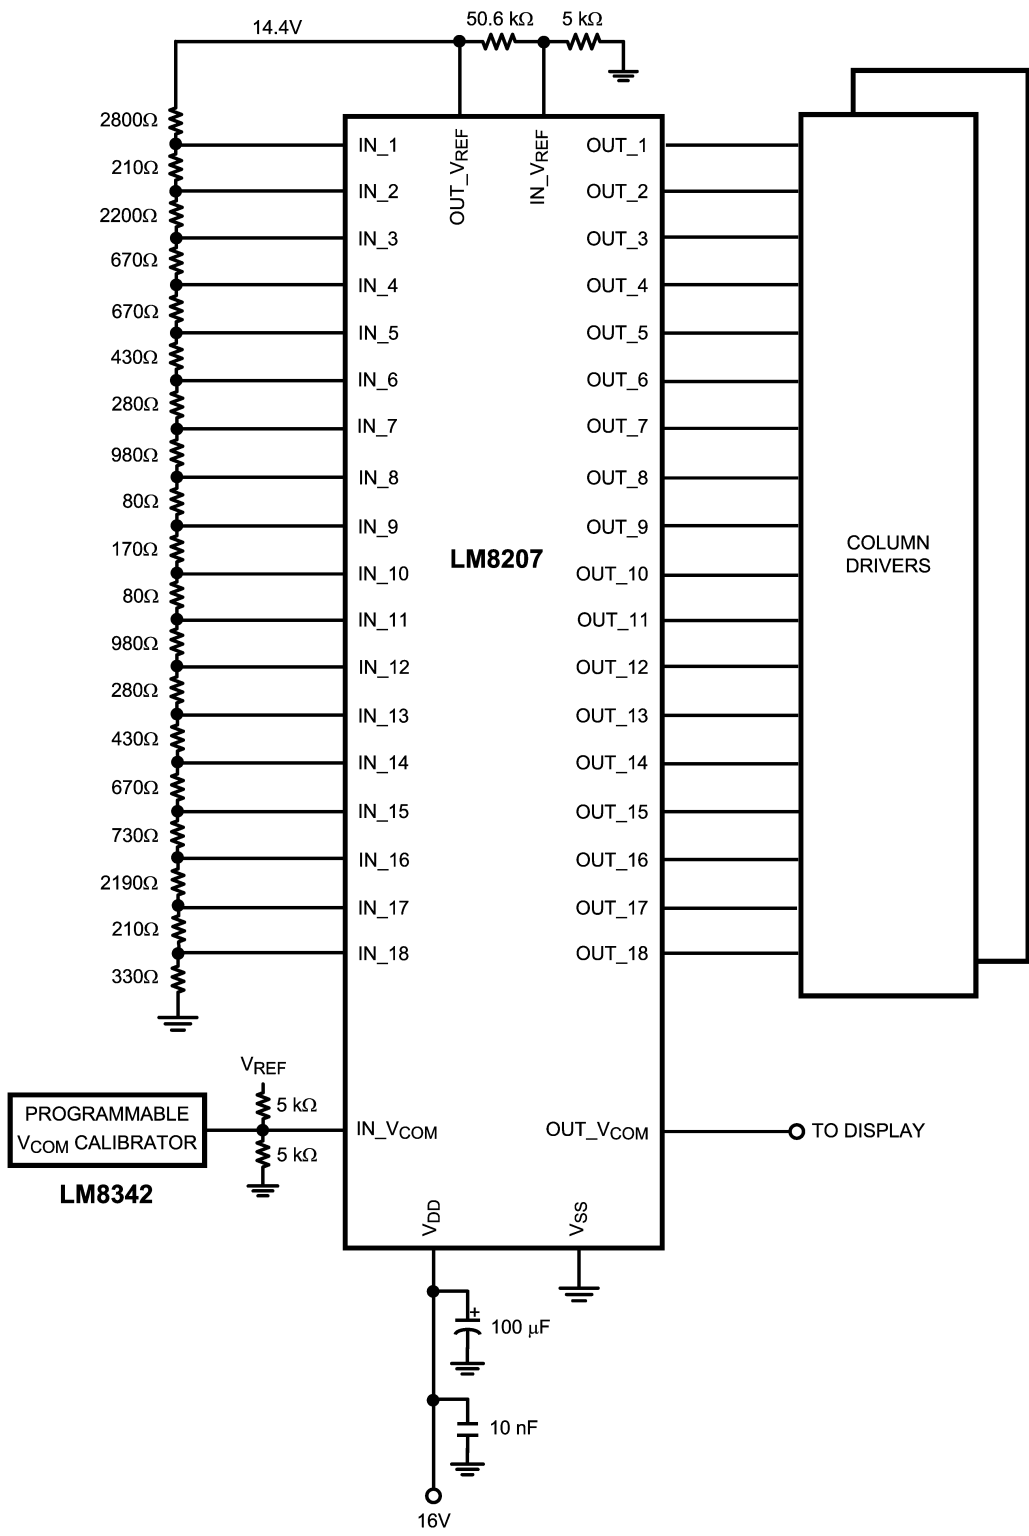 14.4V
50.6 kΩ
5 kΩ
OUT_VREF
IN_VREF
2800Ω
210Ω
2200Ω
670Ω
670Ω
430Ω
280Ω
980Ω
80Ω
170Ω
80Ω
980Ω
280Ω
430Ω
670Ω
730Ω
2190Ω
210Ω
330Ω
IN_1
IN_2
IN_3
IN_4
IN_5
IN_6
IN_7
IN_8
IN_9
IN_10
IN_11
IN_12
IN_13
IN_14
IN_15
IN_16
IN_17
IN_18
LM8207
OUT_1
OUT_2
OUT_3
OUT_4
OUT_5
OUT_6
OUT_7
OUT_8
OUT_9
OUT_10
OUT_11
OUT_12
OUT_13
OUT_14
OUT_15
OUT_16
OUT_17
OUT_18
COLUMN
DRIVERS
VREF
5 kΩ
5 kΩ
PROGRAMMABLE
VCOM CALIBRATOR
LM8342
IN_VCOM
OUT_VCOM
TO DISPLAY
VDD
VSS
+
100 µF
10 nF
16V